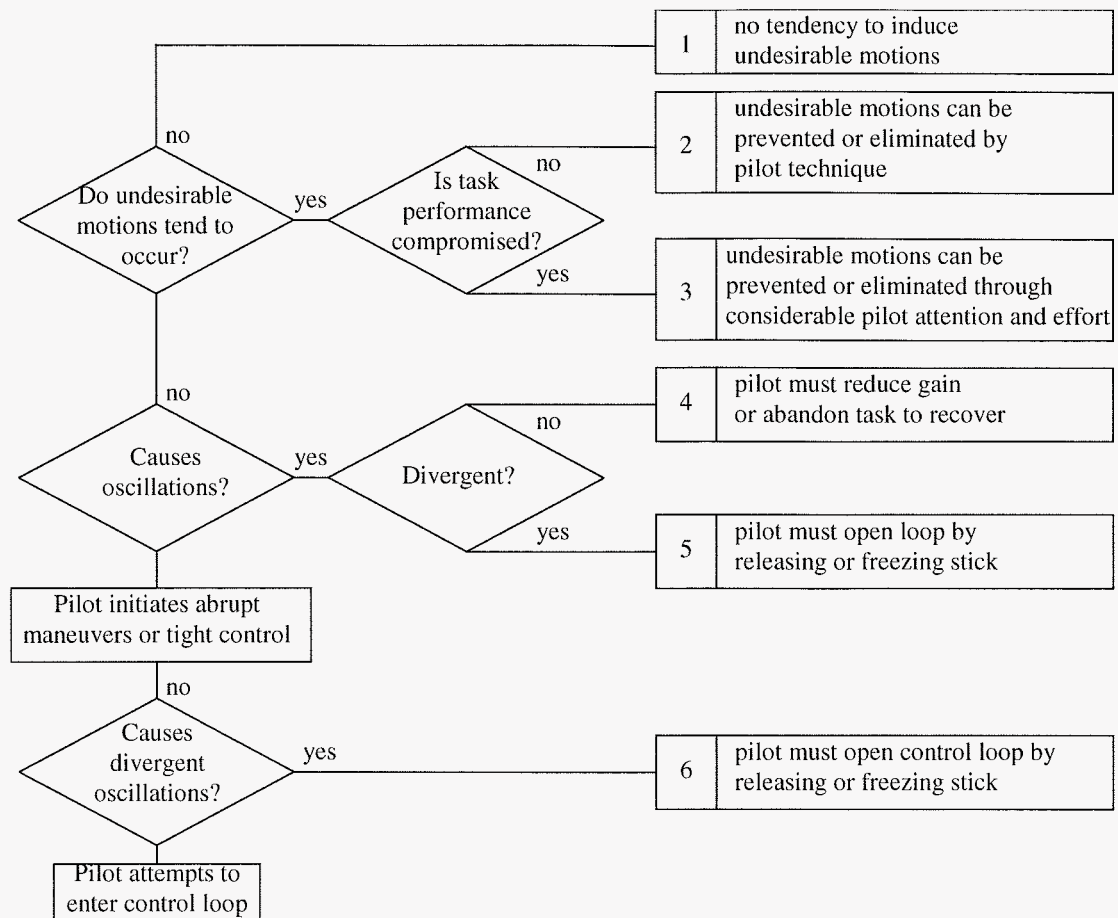 1
no tendency to induce
undesirable motions
no
2
undesirable motions can be
prevented or eliminated by
pilot technique
Do undesirable
motions tend to
occur?
yes
Is task
performance
compromised?
no
yes
3
undesirable motions can be
prevented or eliminated through
considerable pilot attention and effort
no
4
pilot must reduce gain
or abandon task to recover
Causes
oscillations?
yes
Divergent?
no
yes
5
pilot must open loop by
releasing or freezing stick
Pilot initiates abrupt
maneuvers or tight control
no
Causes
divergent
oscillations?
yes
6
pilot must open control loop by
releasing or freezing stick
Pilot attempts to
enter control loop